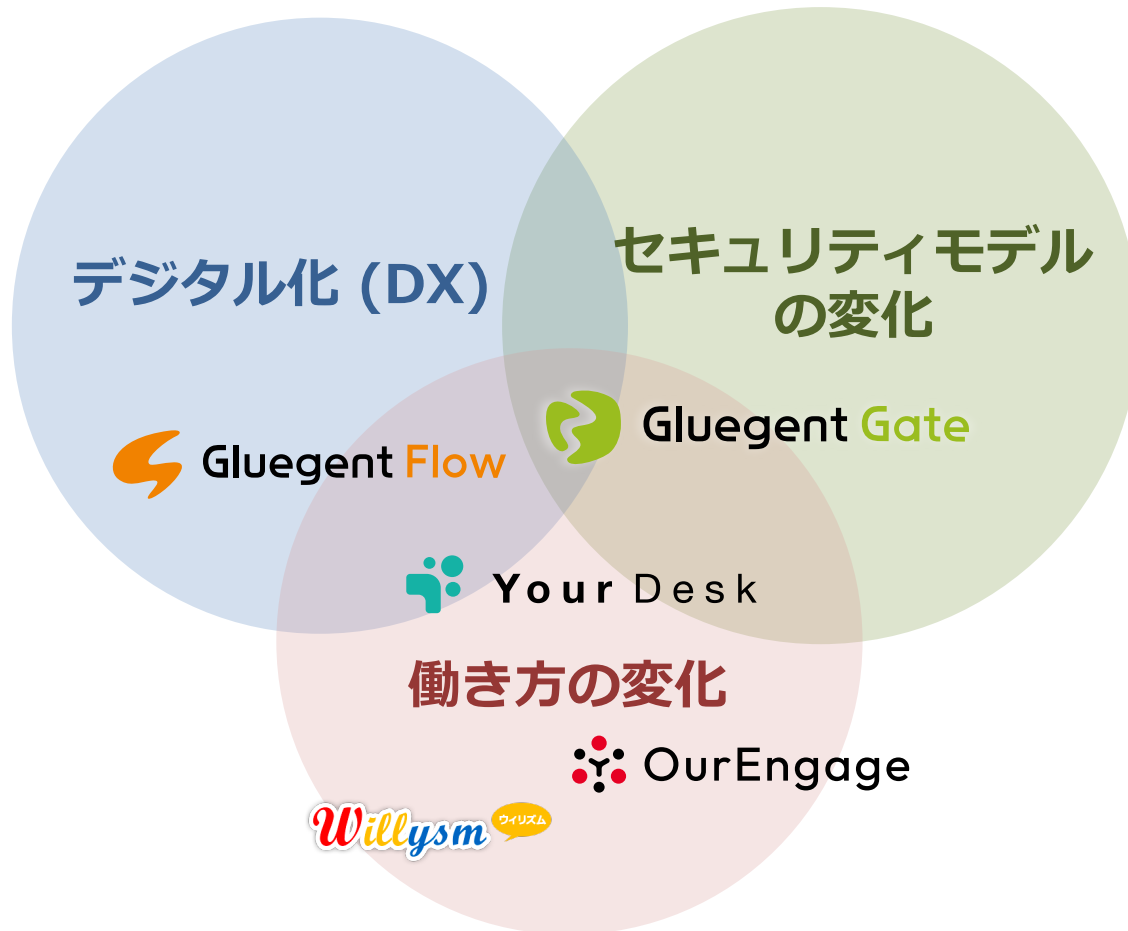 デジタル化 (DX)
セキュリティモデル
の変化
Gluegent Flow
Gluegent Gate
Your Desk
働き方の変化
OurEngage
Willysm ウィリズム